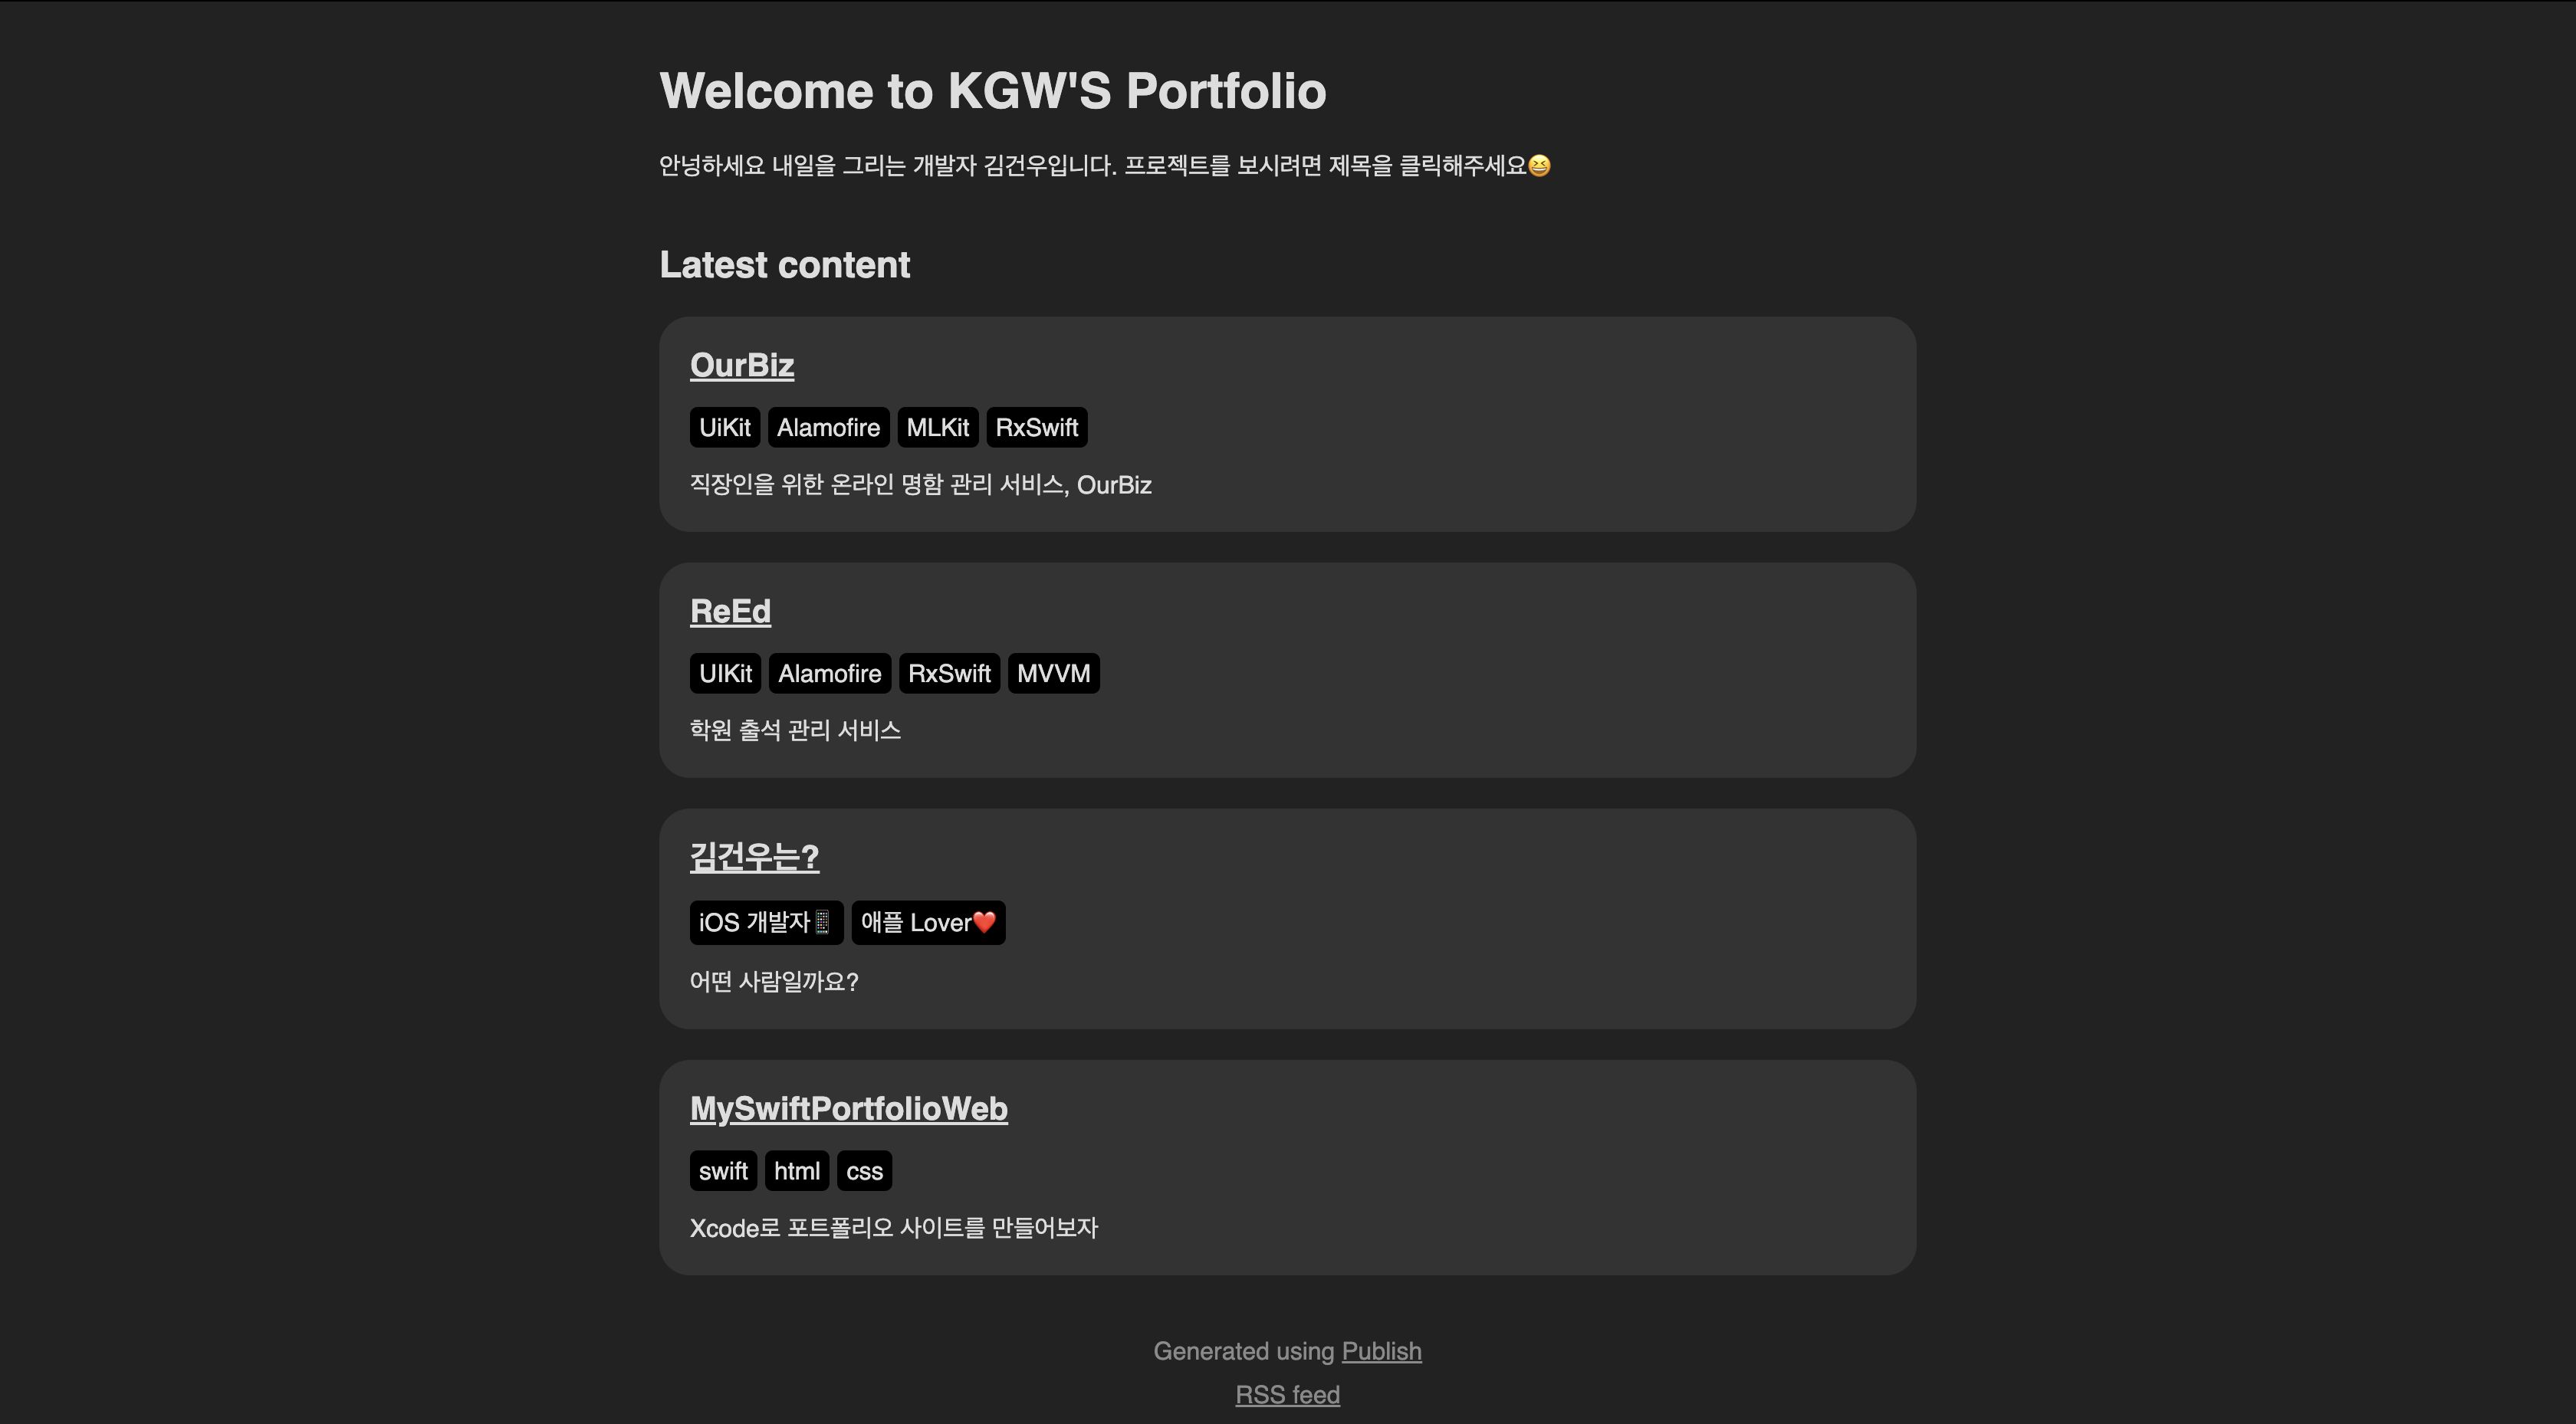 Welcome to KGW'S Portfolio
안녕하세요 내일을 그리는 개발자 김건우입니다. 프로젝트를 보시려면 제목을 클릭해주세요😆
Latest content
OurBiz
UiKit Alamofire MLKit RxSwift
직장인을 위한 온라인 명함 관리 서비스, OurBiz
ReEd
UIKit Alamofire RxSwift MVVM
학원 출석 관리 서비스
김건우는?
iOS 개발자📱 애플 Lover❤️
어떤 사람일까요?
MySwiftPortfolioWeb
swift html css
Xcode로 포트폴리오 사이트를 만들어보자
Generated using Publish
RSS feed